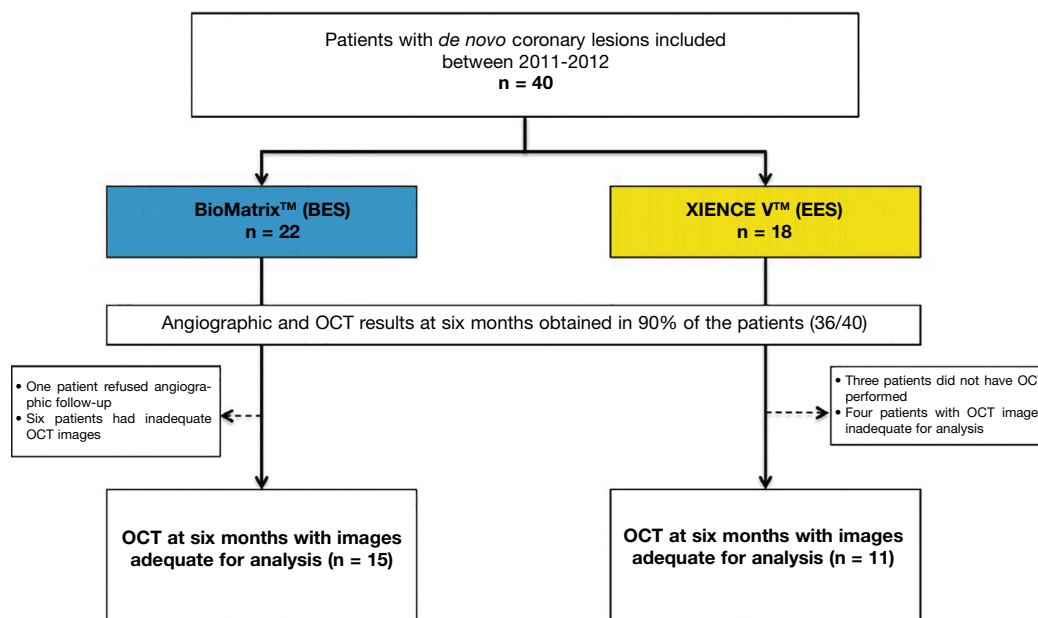 Patients with de novo coronary lesions included
between 2011-2012
n = 40
BioMatrix™ (BES)
n = 22
XIENCE V™ (EES)
n = 18
Angiographic and OCT results at six months obtained in 90% of the patients (36/40)
• One patient refused angiogra-
phic follow-up
• Six patients had inadequate
OCT images
• Three patients did not have OCT
performed
• Four patients with OCT image
inadequate for analysis
OCT at six months with images
adequate for analysis (n = 15)
OCT at six months with images
adequate for analysis (n = 11)